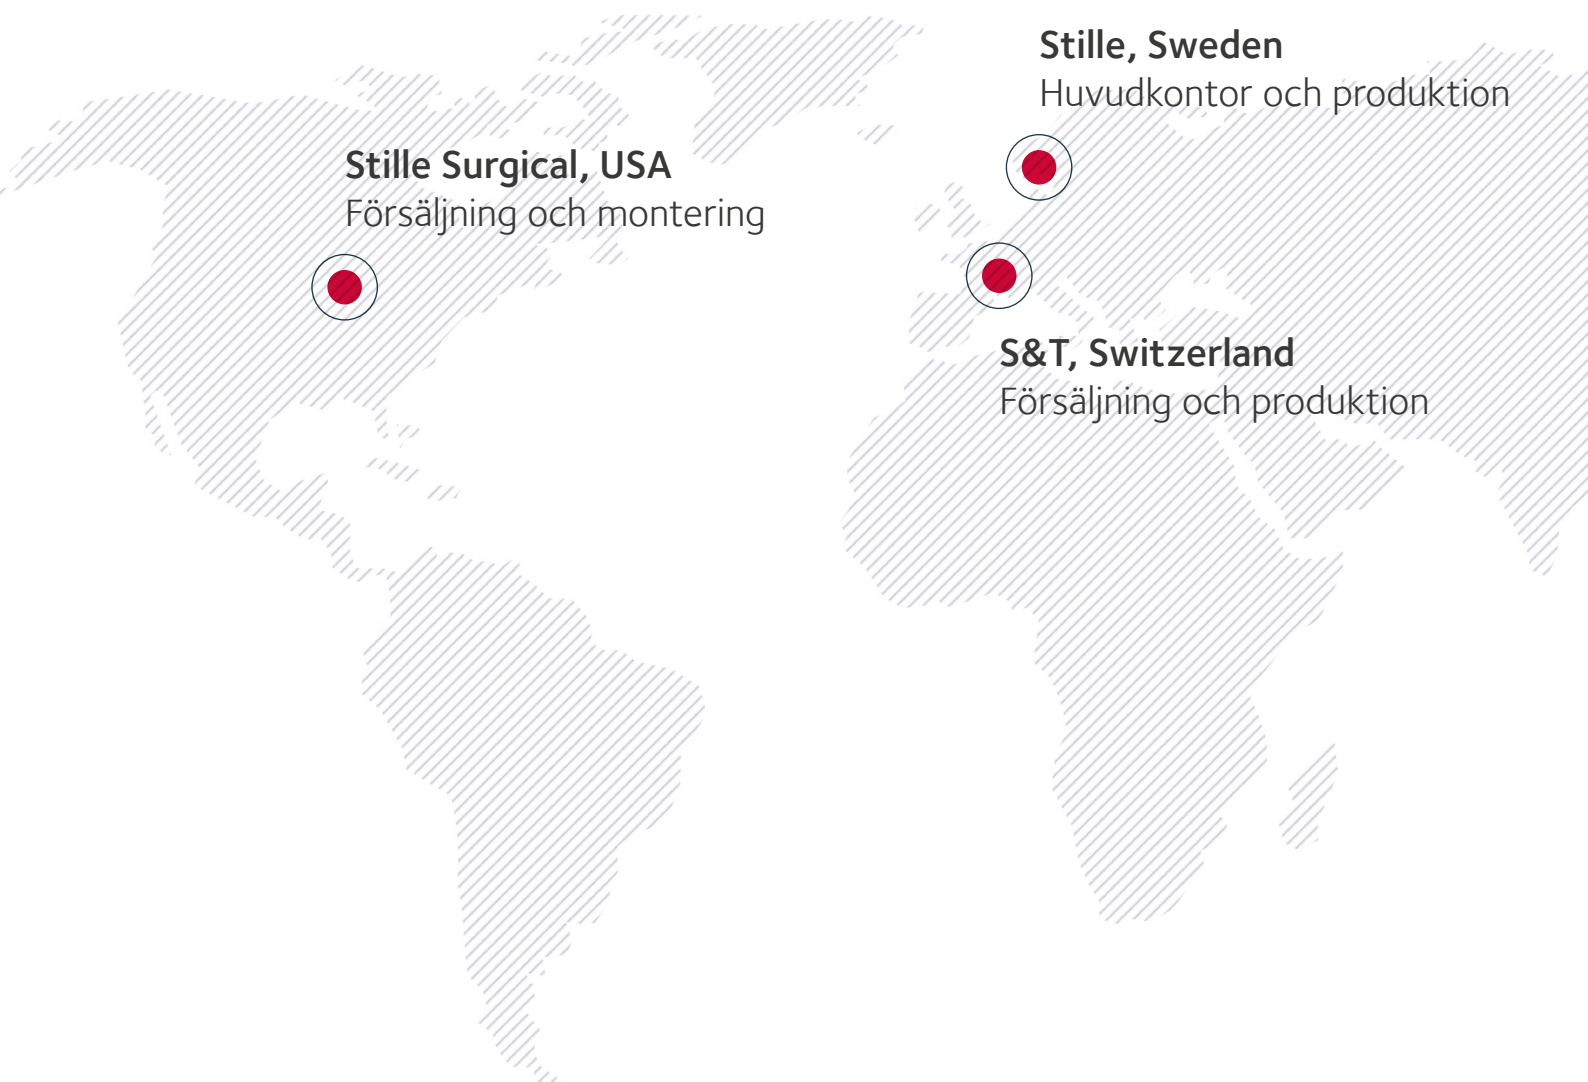 Stille, Sweden
Huvudkontor och produktion
Stille Surgical, USA
Försäljning och montering
S&T, Switzerland
Försäljning och produktion